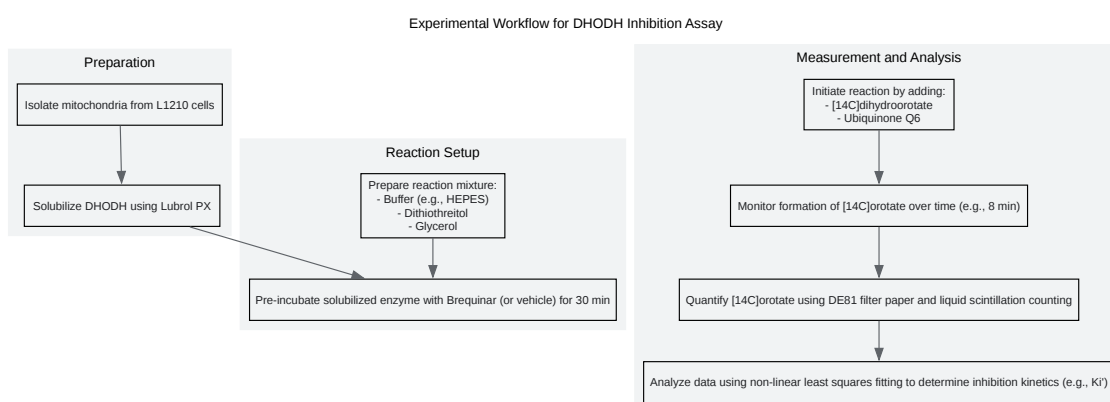 Experimental Workflow for DHODH Inhibition Assay
Preparation
Isolate mitochondria from L1210 cells
Solubilize DHODH using Lubrol PX
Reaction Setup
Prepare reaction mixture:
- Buffer (e.g., HEPES)
- Dithiothreitol
- Glycerol
Pre-incubate solubilized enzyme with Brequinar (or vehicle) for 30 min
Measurement and Analysis
Initiate reaction by adding:
- [14C]dihydroorotate
- Ubiquinone Q6
Monitor formation of [14C]orotate over time (e.g., 8 min)
Quantify [14C]orotate using DE81 filter paper and liquid scintillation counting
Analyze data using non-linear least squares fitting to determine inhibition kinetics (e.g., Ki')